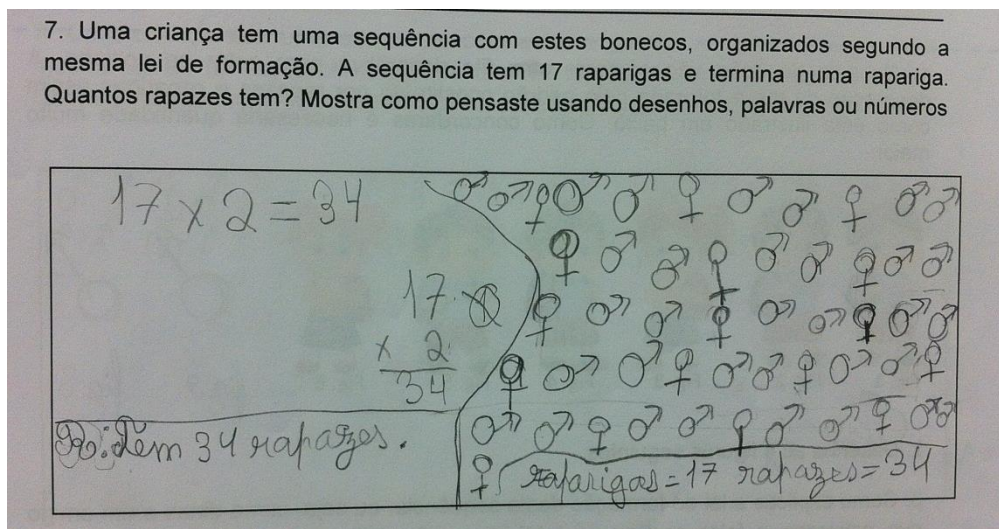 7. Uma criança tem uma sequência com estes bonecos, organizados segundo a
mesma lei de formação. A sequência tem 17 raparigas e termina numa rapariga.
Quantos rapazes tem? Mostra como pensaste usando desenhos, palavras ou números
17 x 2 = 34
17
x 2
34
R: Tem 34 rapazes.
♂ ♂ ♀ ♂ ♂ ♀ ♂ ♂ ♀ ♂ ♂
♀ ♂ ♂ ♀ ♂ ♂ ♀ ♂ ♂
♀ ♂ ♂ ♀ ♂ ♂ ♀ ♂ ♂
♀ ♂ ♂ ♀ ♂ ♂ ♀ ♂ ♂ ♀
♂ ♂ ♀ ♂ ♂ ♀ ♂ ♂ ♀ ♂ ♂
♀ raparigas = 17 rapazes = 34